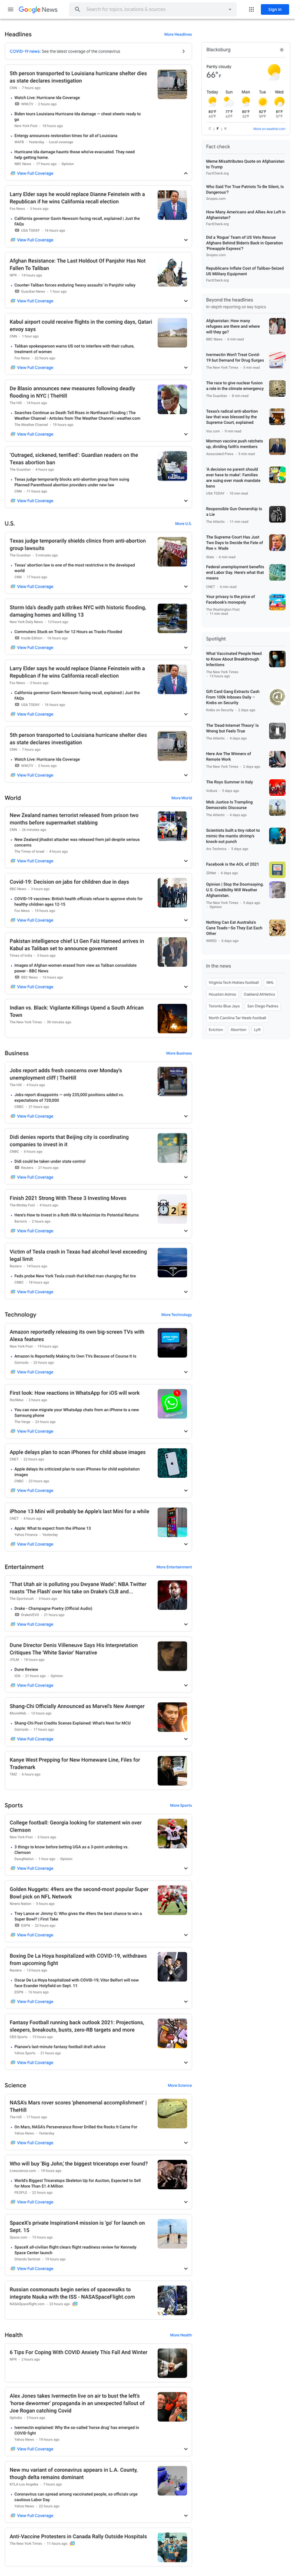 Google News
Search for topics, locations & sources
Sign in
Headlines
More Headlines
COVID-19 news: See the latest coverage of the coronavirus
5th person transported to Louisiana hurricane shelter dies
as state declares investigation
CNN • 7 hours ago
Watch Live: Hurricane Ida Coverage
WWLTV • 2 hours ago
Biden tours Louisiana Hurricane Ida damage — cheat sheets ready to
go
New York Post • 18 hours ago
Entergy announces restoration times for all of Louisiana
WAFB • Yesterday • Local coverage
Hurricane Ida damage haunts those who've evacuated. They need
help getting home.
NBC News • 17 hours ago • Opinion
View Full Coverage
Larry Elder says he would replace Dianne Feinstein with a
Republican if he wins California recall election
Fox News • 3 hours ago
California governor Gavin Newsom facing recall, explained | Just the
FAQs
USA TODAY • 16 hours ago
View Full Coverage
Afghan Resistance: The Last Holdout Of Panjshir Has Not
Fallen To Taliban
NPR • 14 hours ago
Counter-Taliban forces enduring 'heavy assaults' in Panjshir valley
Guardian News • 1 hour ago
View Full Coverage
Kabul airport could receive flights in the coming days, Qatari
envoy says
CNN • 1 hour ago
Taliban spokesperson warns US not to interfere with their culture,
treatment of women
Fox News • 22 hours ago
View Full Coverage
De Blasio announces new measures following deadly
flooding in NYC | TheHill
The Hill • 14 hours ago
Searches Continue as Death Toll Rises in Northeast Flooding | The
Weather Channel - Articles from The Weather Channel | weather.com
The Weather Channel • 19 hours ago
View Full Coverage
'Outraged, sickened, terrified': Guardian readers on the
Texas abortion ban
The Guardian • 4 hours ago
Texas judge temporarily blocks anti-abortion group from suing
Planned Parenthood abortion providers under new law
CNN • 11 hours ago
View Full Coverage
U.S.
More U.S.
Texas judge temporarily shields clinics from anti-abortion
group lawsuits
The Guardian • 5 minutes ago
Texas' abortion law is one of the most restrictive in the developed
world
CNN • 17 hours ago
View Full Coverage
Storm Ida's deadly path strikes NYC with historic flooding,
damaging homes and killing 13
New York Daily News • 13 hours ago
Commuters Stuck on Train for 12 Hours as Tracks Flooded
Inside Edition • 16 hours ago
View Full Coverage
Larry Elder says he would replace Dianne Feinstein with a
Republican if he wins California recall election
Fox News • 3 hours ago
California governor Gavin Newsom facing recall, explained | Just the
FAQs
USA TODAY • 16 hours ago
View Full Coverage
5th person transported to Louisiana hurricane shelter dies
as state declares investigation
CNN • 7 hours ago
Watch Live: Hurricane Ida Coverage
WWLTV • 2 hours ago
View Full Coverage
World
More World
New Zealand names terrorist released from prison two
months before supermarket stabbing
CNN • 26 minutes ago
New Zealand jihadist attacker was released from jail despite serious
concerns
The Times of Israel • 4 hours ago
View Full Coverage
Covid-19: Decision on jabs for children due in days
BBC News • 3 hours ago
COVID-19 vaccines: British health officials refuse to approve shots for
healthy children ages 12-15
Fox News • 19 hours ago
View Full Coverage
Pakistan intelligence chief Lt Gen Faiz Hameed arrives in
Kabul as Taliban set to announce government
Times of India • 3 hours ago
Images of Afghan women erased from view as Taliban consolidate
power - BBC News
BBC News • 16 hours ago
View Full Coverage
Indian vs. Black: Vigilante Killings Upend a South African
Town
The New York Times • 39 minutes ago
Business
More Business
Jobs report adds fresh concerns over Monday's
unemployment cliff | TheHill
The Hill • 4 hours ago
Jobs report disappoints — only 235,000 positions added vs.
expectations of 720,000
CNBC • 21 hours ago
View Full Coverage
Didi denies reports that Beijing city is coordinating
companies to invest in it
CNBC • 6 hours ago
Didi could be taken under state control
Reuters • 21 hours ago
View Full Coverage
Finish 2021 Strong With These 3 Investing Moves
The Motley Fool • 4 hours ago
Here's How to Invest in a Roth IRA to Maximize Its Potential Returns
Barron's • 2 hours ago
View Full Coverage
Victim of Tesla crash in Texas had alcohol level exceeding
legal limit
Reuters • 14 hours ago
Feds probe New York Tesla crash that killed man changing flat tire
CNBC • 18 hours ago
View Full Coverage
Technology
More Technology
Amazon reportedly releasing its own big-screen TVs with
Alexa features
New York Post • 19 hours ago
Amazon Is Reportedly Making Its Own TVs Because of Course It Is
Gizmodo • 23 hours ago
View Full Coverage
First look: How reactions in WhatsApp for iOS will work
9to5Mac • 2 hours ago
You can now migrate your WhatsApp chats from an iPhone to a new
Samsung phone
The Verge • 24 hours ago
View Full Coverage
Apple delays plan to scan iPhones for child abuse images
CNET • 22 hours ago
Apple delays its criticized plan to scan iPhones for child exploitation
images
CNBC • 22 hours ago
View Full Coverage
iPhone 13 Mini will probably be Apple's last Mini for a while
CNET • 4 hours ago
Apple: What to expect from the iPhone 13
Yahoo Finance • Yesterday
View Full Coverage
Entertainment
More Entertainment
"That Utah air is polluting you Dwyane Wade": NBA Twitter
roasts 'The Flash' over his take on Drake's CLB and...
The Sportsrush • 3 hours ago
Drake - Champagne Poetry (Official Audio)
DrakeVEVO • 21 hours ago
View Full Coverage
Dune Director Denis Villeneuve Says His Interpretation
Critiques The 'White Savior' Narrative
/FILM • 18 hours ago
Dune Review
IGN • 21 hours ago • Opinion
View Full Coverage
Shang-Chi Officially Announced as Marvel's New Avenger
MovieWeb • 13 hours ago
Shang-Chi Post Credits Scenes Explained: What's Next for MCU
Gizmodo • 17 hours ago
View Full Coverage
Kanye West Prepping for New Homeware Line, Files for
Trademark
TMZ • 6 hours ago
Sports
More Sports
College football: Georgia looking for statement win over
Clemson
New York Post • 3 hours ago
3 things to know before betting UGA as a 3-point underdog vs.
Clemson
DawgNation • 1 hour ago • Opinion
View Full Coverage
Golden Nuggets: 49ers are the second-most popular Super
Bowl pick on NFL Network
Niners Nation • 3 hours ago
Trey Lance or Jimmy G: Who gives the 49ers the best chance to win a
Super Bowl? | First Take
ESPN • 22 hours ago
View Full Coverage
Boxing De La Hoya hospitalized with COVID-19, withdraws
from upcoming fight
Reuters • 13 hours ago
Oscar De La Hoya hospitalized with COVID-19; Vitor Belfort will now
face Evander Holyfield on Sept. 11
ESPN • 16 hours ago
View Full Coverage
Fantasy Football running back outlook 2021: Projections,
sleepers, breakouts, busts, zero-RB targets and more
CBS Sports • 19 hours ago
Pianow's last-minute fantasy football draft advice
Yahoo Sports • 21 hours ago
View Full Coverage
Science
More Science
NASA's Mars rover scores 'phenomenal accomplishment' |
TheHill
The Hill • 17 hours ago
On Mars, NASA's Perseverance Rover Drilled the Rocks It Came For
Yahoo News • Yesterday
View Full Coverage
Who will buy 'Big John,' the biggest triceratops ever found?
Livescience.com • 19 hours ago
World's Biggest Triceratops Skeleton Up for Auction, Expected to Sell
for More Than $1.4 Million
PEOPLE • 22 hours ago
View Full Coverage
SpaceX's private Inspiration4 mission is 'go' for launch on
Sept. 15
Space.com • 15 hours ago
SpaceX all-civilian flight clears flight readiness review for Kennedy
Space Center launch
Orlando Sentinel • 19 hours ago
View Full Coverage
Russian cosmonauts begin series of spacewalks to
integrate Nauka with the ISS - NASASpaceFlight.com
NASASpaceflight.com • 23 hours ago
Health
More Health
6 Tips For Coping With COVID Anxiety This Fall And Winter
NPR • 2 hours ago
Alex Jones takes Ivermectin live on air to bust the left's
'horse dewormer' propaganda in an unexpected fallout of
Joe Rogan catching Covid
OpIndia • 9 hours ago
Ivermectin explained: Why the so-called 'horse drug' has emerged in
COVID fight
Yahoo News • 18 hours ago
View Full Coverage
New mu variant of coronavirus appears in L.A. County,
though delta remains dominant
KTLA Los Angeles • 7 hours ago
Coronavirus can spread among vaccinated people, so officials urge
cautious Labor Day
Yahoo News • 22 hours ago
View Full Coverage
Anti-Vaccine Protesters in Canada Rally Outside Hospitals
The New York Times • 11 hours ago
Blacksburg
Partly cloudy
66°F
Today Sun Mon Tue Wed
C | F | K
More on weather.com
Fact check
Meme Misattributes Quote on Afghanistan
to Trump
FactCheck.org
Who Said 'For True Patriots To Be Silent, Is
Dangerous'?
Snopes.com
How Many Americans and Allies Are Left in
Afghanistan?
FactCheck.org
Did a 'Rogue' Team of US Vets Rescue
Afghans Behind Biden's Back in Operation
'Pineapple Express'?
Snopes.com
Republicans Inflate Cost of Taliban-Seized
US Military Equipment
FactCheck.org
Beyond the headlines
In-depth reporting on key topics
Afghanistan: How many
refugees are there and where
will they go?
BBC News • 4 min read
Ivermectin Won't Treat Covid-
19 but Demand for Drug Surges
The New York Times • 5 min read
The race to give nuclear fusion
a role in the climate emergency
The Guardian • 8 min read
Texas's radical anti-abortion
law that was blessed by the
Supreme Court, explained
Vox.com • 9 min read
Mormon vaccine push ratchets
up, dividing faith's members
Associated Press • 5 min read
'A decision no parent should
ever have to make': Families
are suing over mask mandate
bans
USA TODAY • 16 min read
Responsible Gun Ownership Is
a Lie
The Atlantic • 11 min read
The Supreme Court Has Just
Two Days to Decide the Fate of
Roe v. Wade
Slate • 6 min read
Federal unemployment benefits
end Labor Day. Here's what that
means
CNET • 6 min read
Your privacy is the price of
Facebook's monopoly
The Washington Post
• 11 min read
Spotlight
What Vaccinated People Need
to Know About Breakthrough
Infections
The New York Times
• 13 hours ago
Gift Card Gang Extracts Cash
From 100k Inboxes Daily –
Krebs on Security
Krebs on Security • 2 days ago
The 'Dead-Internet Theory' Is
Wrong but Feels True
The Atlantic • 4 days ago
Here Are The Winners of
Remote Work
The New York Times • 2 days ago
The Roys Summer in Italy
Vulture • 3 days ago
Mob Justice Is Trampling
Democratic Discourse
The Atlantic • 4 days ago
Scientists built a tiny robot to
mimic the mantis shrimp's
knock-out punch
Ars Technica • 5 days ago
Facebook is the AOL of 2021
ZDNet • 6 days ago
Opinion | Stop the Doomsaying.
U.S. Credibility Will Weather
Afghanistan.
The New York Times • 5 days ago
• Opinion
Nothing Can Eat Australia's
Cane Toads—So They Eat Each
Other
WIRED • 6 days ago
In the news
Virginia Tech Hokies football
NHL
Houston Astros
Oakland Athletics
Toronto Blue Jays
San Diego Padres
North Carolina Tar Heels football
Eviction
Abortion
Lyft